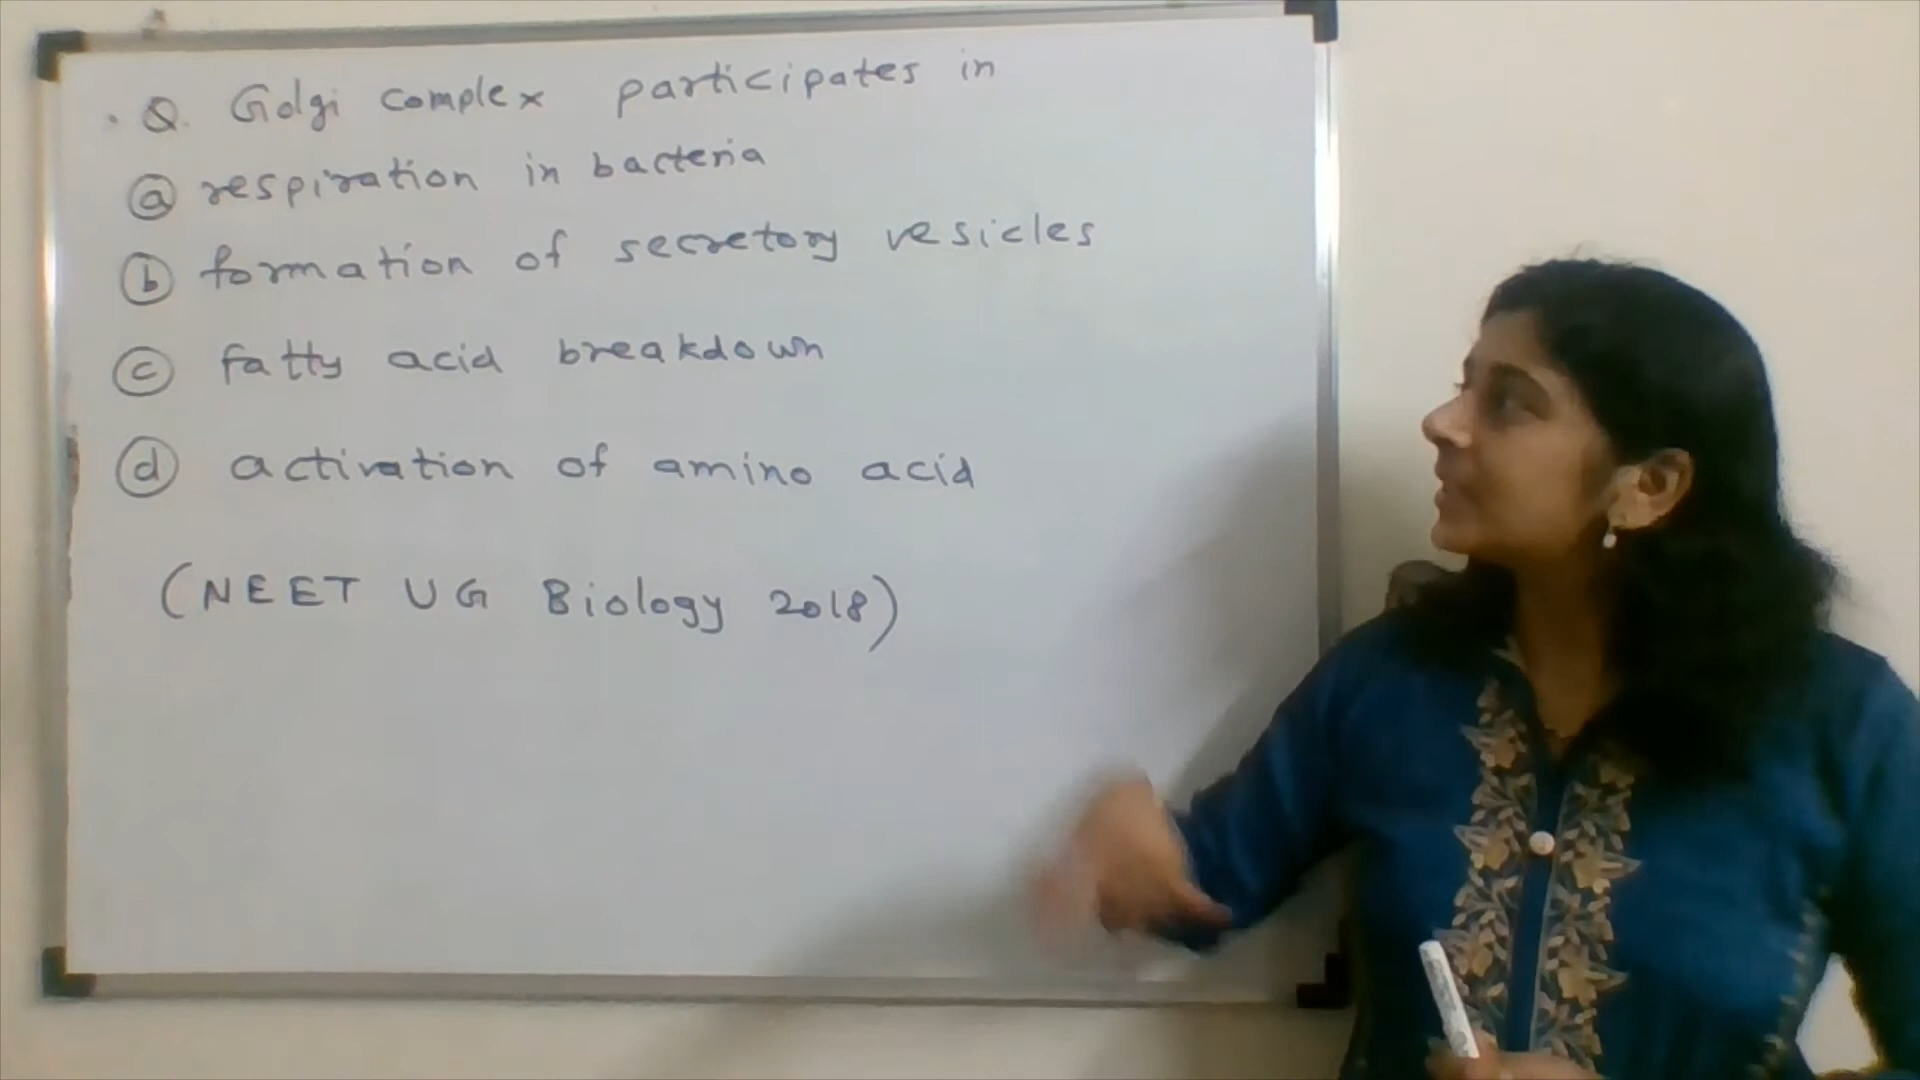 . Q. Golgi complex participates in
ⓐ respiration in bacteria
ⓑ formation of secretory vesicles
ⓒ fatty acid breakdown
ⓓ activation of amino acid
(NEET UG Biology 2018)